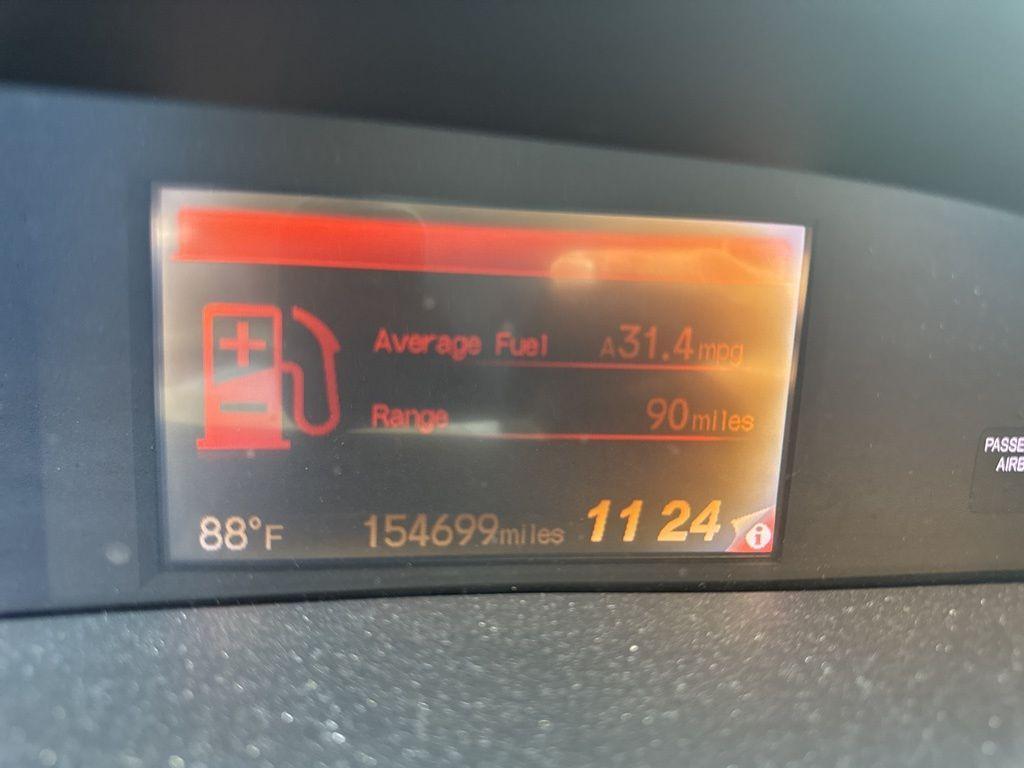 Average Fuel A31.4mpg
Range 90miles
88°F 154699miles 11 24